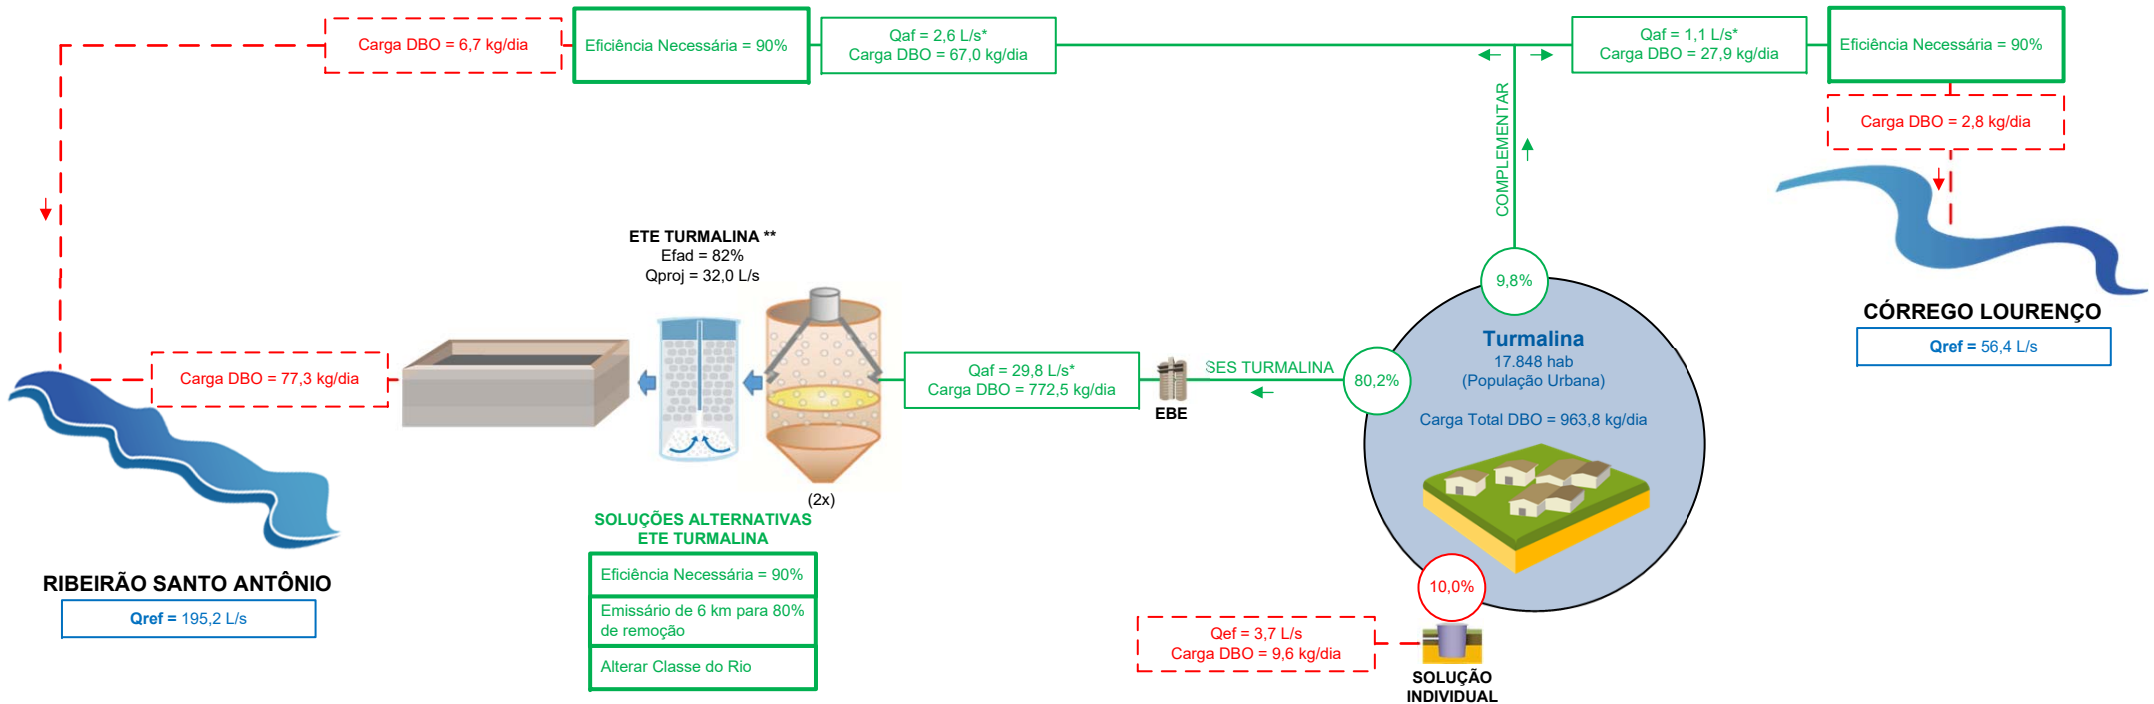 Carga DBO = 6,7 kg/dia
Eficiência Necessária = 90%
Qaf = 2,6 L/s*
Carga DBO = 67,0 kg/dia
Qaf = 1,1 L/s*
Carga DBO = 27,9 kg/dia
Eficiência Necessária = 90%
Carga DBO = 2,8 kg/dia
COMPLEMENTAR
CÓRREGO LOURENÇO
Qref = 56,4 L/s
ETE TURMALINA **
Efad = 82%
Qproj = 32,0 L/s
9,8%
Turmalina
17.848 hab
(População Urbana)
Carga Total DBO = 963,8 kg/dia
80,2%
SES TURMALINA
EBE
Qaf = 29,8 L/s*
Carga DBO = 772,5 kg/dia
(2x)
Carga DBO = 77,3 kg/dia
RIBEIRÃO SANTO ANTÔNIO
Qref = 195,2 L/s
SOLUÇÕES ALTERNATIVAS
ETE TURMALINA
Eficiência Necessária = 90%
Emissário de 6 km para 80%
de remoção
Alterar Classe do Rio
10,0%
Qef = 3,7 L/s
Carga DBO = 9,6 kg/dia
SOLUÇÃO
INDIVIDUAL